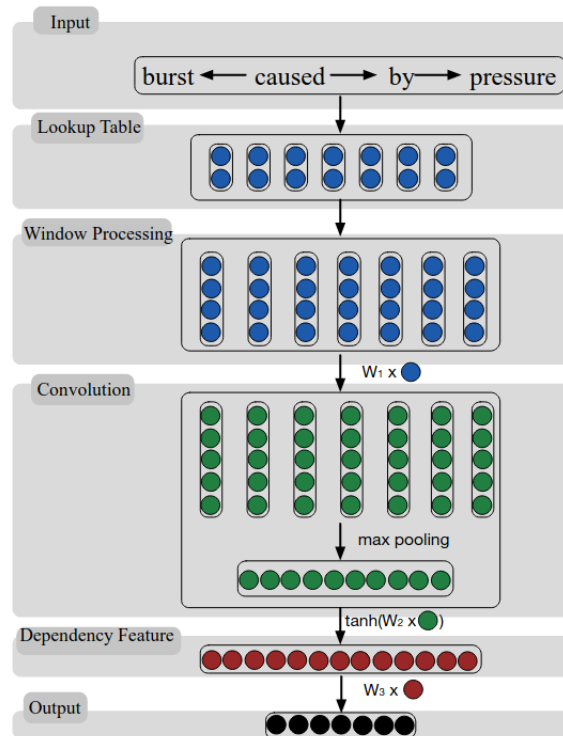 Input
burst caused by pressure
Lookup Table
Window Processing
W1 x
Convolution
max pooling
tanh(W2 x )
Dependency Feature
W3 x
Output